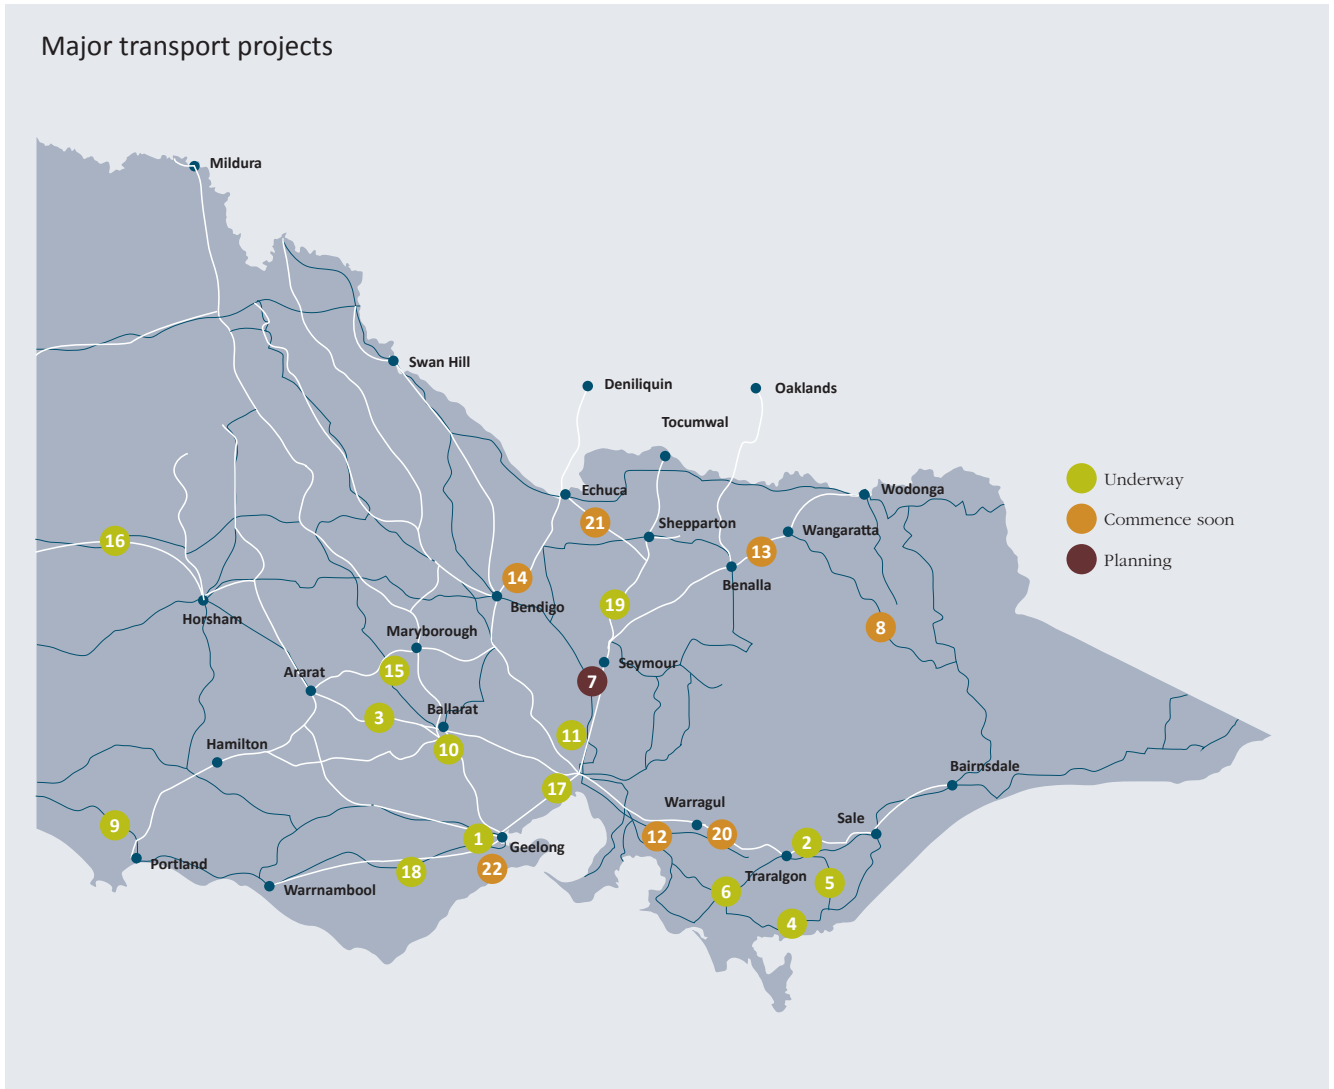 Major transport projects
Mildura
Swan Hill
Deniliquin
Oaklands
Tocumwal
Echuca
Wodonga
Underway
21
Shepparton
Commence soon
Wangaratta
16
13
Planning
14
Benalla
Bendigo
19
Horsham
8
Maryborough
Seymour
15
Ararat
7
Ballarat
3
11
Hamilton
10
Bairnsdale
17
Warragul
Sale
9
12
20
1
2
Geelong
Portland
18
22
Traralgon
Warrnambool
5
6
4